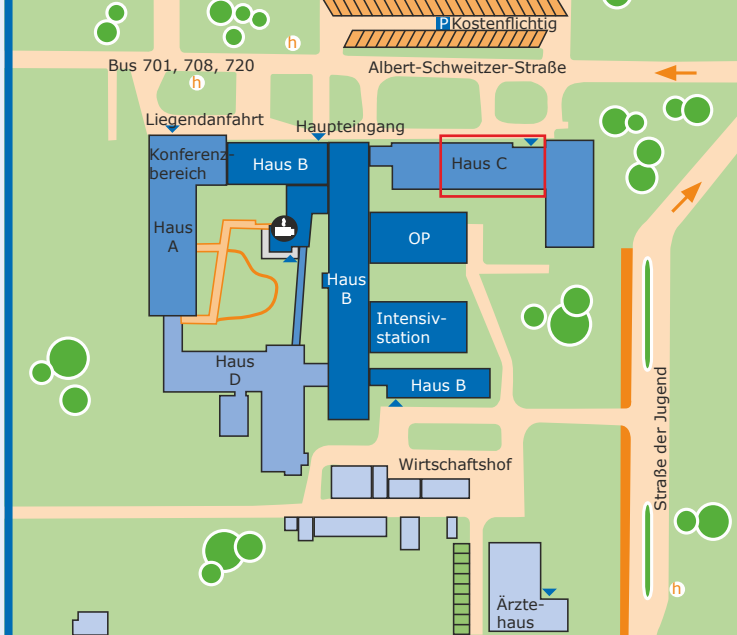 P Kostenflichtig
h
Bus 701, 708, 720
h
Albert-Schweitzer-Straße
Liegendanfahrt
Haupteingang
Konferenz-
bereich
Haus B
Haus C
Haus
A
OP
Haus
B
Intensiv-
station
Haus
D
Haus B
Straße der Jugend
Wirtschaftshof
h
Ärzte-
haus